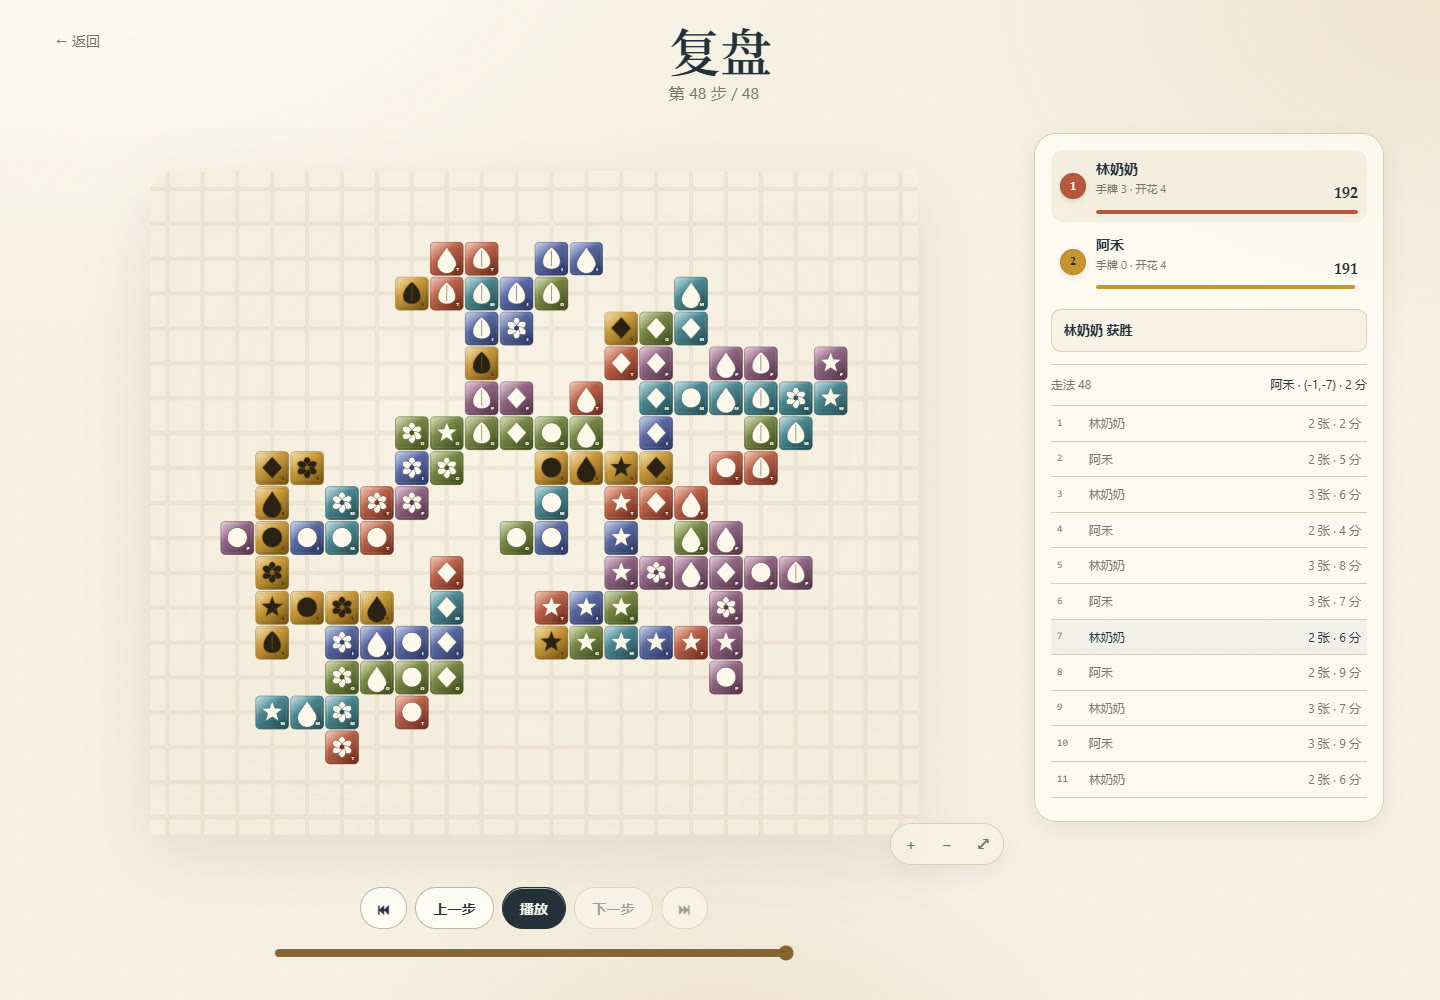 ← 返回
复盘
第 48 步 / 48
1
林奶奶
手牌 3 · 开花 4
192
2
阿禾
手牌 0 · 开花 4
191
林奶奶 获胜
走法 48
阿禾 · (-1,-7) · 2 分
1 林奶奶 2 张 · 2 分
2 阿禾 2 张 · 5 分
3 林奶奶 3 张 · 6 分
4 阿禾 2 张 · 4 分
5 林奶奶 3 张 · 8 分
6 阿禾 3 张 · 7 分
7 林奶奶 2 张 · 6 分
8 阿禾 2 张 · 9 分
9 林奶奶 3 张 · 7 分
10 阿禾 3 张 · 9 分
11 林奶奶 2 张 · 6 分
+ − ⤢
⏮ 上一步 播放 下一步 ⏭